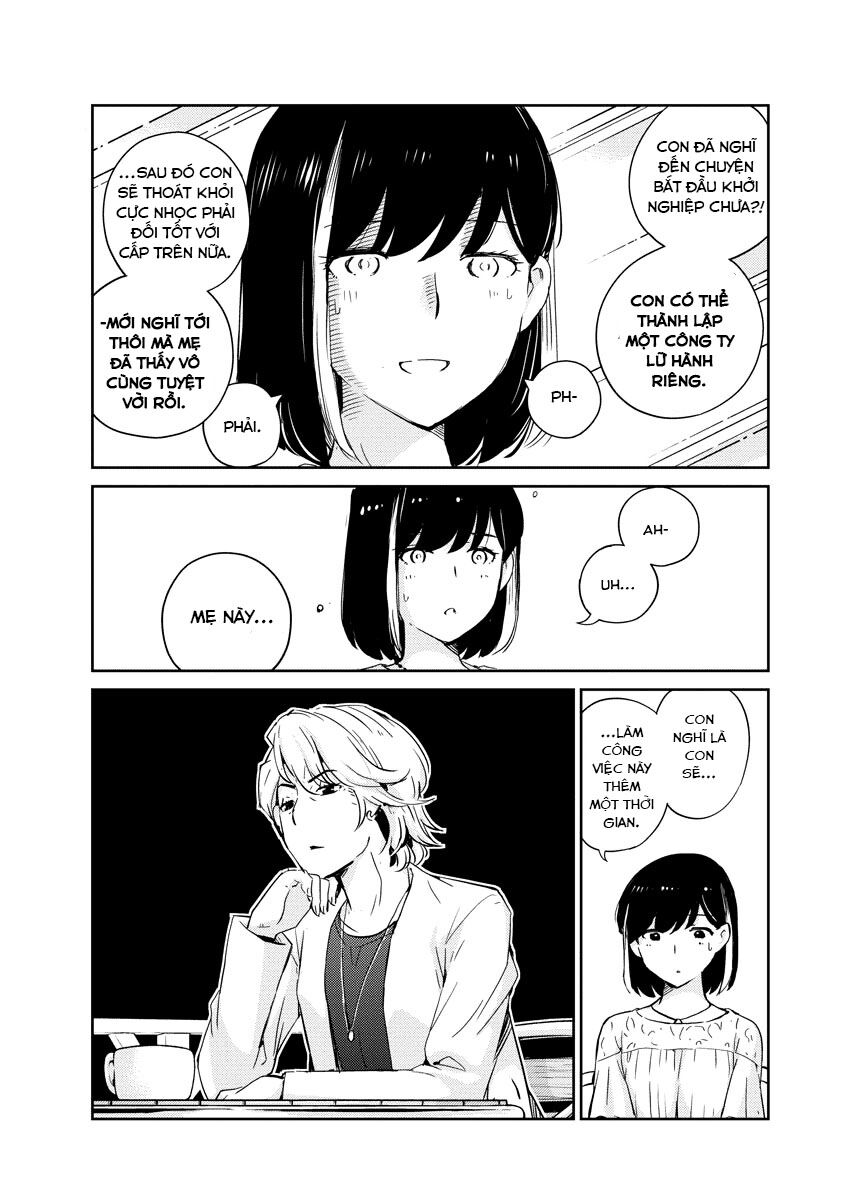 CON ĐÃ NGHĨ
ĐẾN CHUYỆN
BẮT ĐẦU KHỞI
NGHIỆP CHƯA?!
CON CÓ THỂ
THÀNH LẬP
MỘT CÔNG TY
LỮ HÀNH
RIÊNG.
PH-
...SAU ĐÓ CON
SẼ THOÁT KHỎI
CỰC NHỌC PHẢI
ĐỐI TỐT VỚI
CẤP TRÊN NỮA.
-MỚI NGHĨ TỚI
THÔI MÀ MẸ
ĐÃ THẤY VÔ
CÙNG TUYỆT
VỜI RỒI.
PHẢI.
AH-
UH...
MẸ NÀY...
CON
NGHĨ LÀ
CON
SẼ...
...LÀM
CÔNG
VIỆC NÀY
THÊM
MỘT THỜI
GIAN.